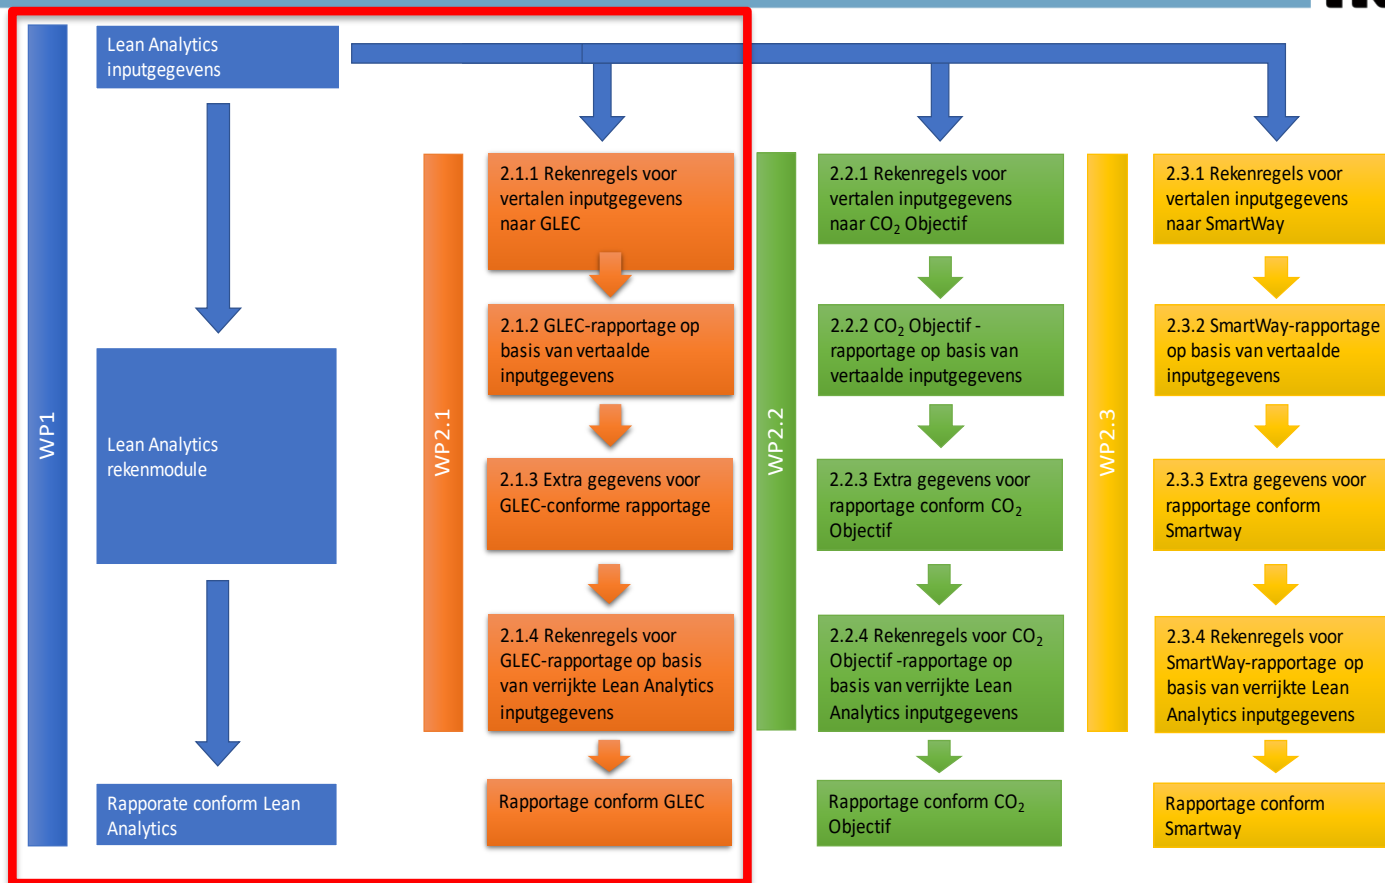 Lean Analytics
inputgegevens
WP1
Lean Analytics
rekenmodule
Rapporate conform Lean
Analytics
WP2.1
2.1.1 Rekenregels voor
vertalen inputgegevens
naar GLEC
2.1.2 GLEC-rapportage op
basis van vertaalde
inputgegevens
2.1.3 Extra gegevens voor
GLEC-conforme rapportage
2.1.4 Rekenregels voor
GLEC-rapportage op basis
van verrijkte Lean Analytics
inputgegevens
Rapportage conform GLEC
WP2.2
2.2.1 Rekenregels voor
vertalen inputgegevens
naar CO₂ Objectif
2.2.2 CO₂ Objectif -
rapportage op basis van
vertaalde inputgegevens
2.2.3 Extra gegevens voor
rapportage conform CO₂
Objectif
2.2.4 Rekenregels voor CO₂
Objectif -rapportage op
basis van verrijkte Lean
Analytics inputgegevens
Rapportage conform CO₂
Objectif
WP2.3
2.3.1 Rekenregels voor
vertalen inputgegevens
naar SmartWay
2.3.2 SmartWay-rapportage
op basis van vertaalde
inputgegevens
2.3.3 Extra gegevens voor
rapportage conform
Smartway
2.3.4 Rekenregels voor
SmartWay-rapportage op
basis van verrijkte Lean
Analytics inputgegevens
Rapportage conform
Smartway